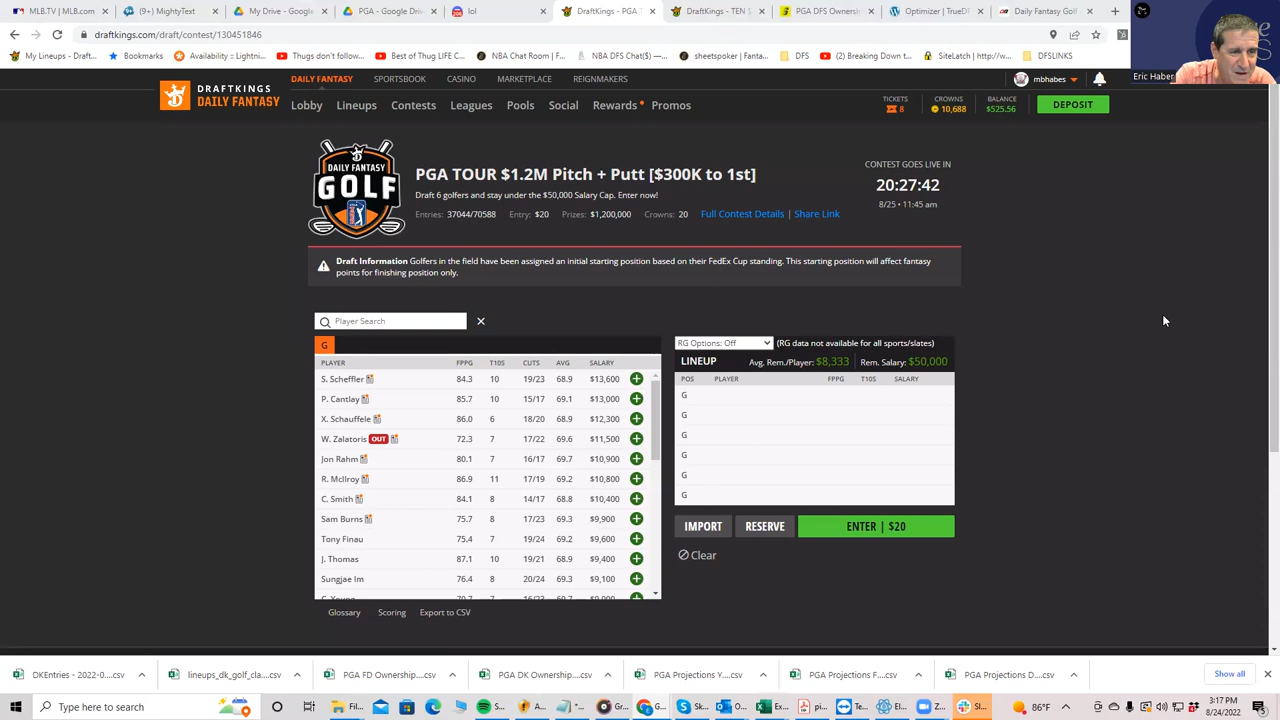 MLB.TV | MLB.com
(9+) MightyText
My Drive - Google
PGA - Google Drive
lol
DraftKings - PGA T
DraftKings - TEN S
PGA DFS Ownersh
Optimizer | TrueDF
Daily Fantasy Golf
draftkings.com/draft/contest/130451846
My Lineups - Draft...
Bookmarks
Availability :: Lightni...
Thugs don't follow...
Best of Thug LIFE C...
NBA Chat Room | F...
NBA DFS Chat($) -...
sheetspoker | Fanta...
DFS
(2) Breaking Down t...
SiteLatch | http://w...
DFSLINKS
Eric Haber
DRAFTKINGS
DAILY FANTASY
DAILY FANTASY SPORTSBOOK CASINO MARKETPLACE REIGNMAKERS
mbhabes
Lobby Lineups Contests Leagues Pools Social Rewards Promos
TICKETS
8
CROWNS
10,688
BALANCE
$525.56
DEPOSIT
DAILY FANTASY
GOLF
PGA TOUR $1.2M Pitch + Putt [$300K to 1st]
Draft 6 golfers and stay under the $50,000 Salary Cap. Enter now!
Entries: 37044/70588 Entry: $20 Prizes: $1,200,000 Crowns: 20 Full Contest Details | Share Link
CONTEST GOES LIVE IN
20:27:42
8/25 • 11:45 am
Draft Information Golfers in the field have been assigned an initial starting position based on their FedEx Cup standing. This starting position will affect fantasy
points for finishing position only.
Player Search
G
PLAYER FPPG T10S CUTS AVG SALARY
S. Scheffler 84.3 10 19/23 68.9 $13,600
P. Cantlay 85.7 10 15/17 69.1 $13,000
X. Schauffele 86.0 6 18/20 68.9 $12,300
W. Zalatoris OUT 72.3 7 17/22 69.6 $11,500
Jon Rahm 80.1 7 16/17 69.7 $10,900
R. McIlroy 86.9 11 17/19 69.2 $10,800
C. Smith 84.1 8 14/17 68.8 $10,400
Sam Burns 75.7 8 17/23 69.3 $9,900
Tony Finau 75.4 7 19/24 69.2 $9,600
J. Thomas 87.1 10 19/21 68.9 $9,400
Sungjae Im 76.4 8 20/24 69.3 $9,100
Glossary Scoring Export to CSV
RG Options: Off
(RG data not available for all sports/slates)
LINEUP Avg. Rem./Player: $8,333 Rem. Salary: $50,000
POS PLAYER FPPG T10S SALARY
G
G
G
G
G
G
IMPORT RESERVE ENTER | $20
Clear
DKEntries - 2022-0....csv
lineups_dk_golf_cla....csv
PGA FD Ownership....csv
PGA DK Ownership....csv
PGA Projections Y....csv
PGA Projections F....csv
PGA Projections D....csv
Show all
Type here to search
86°F
3:17 PM
8/24/2022